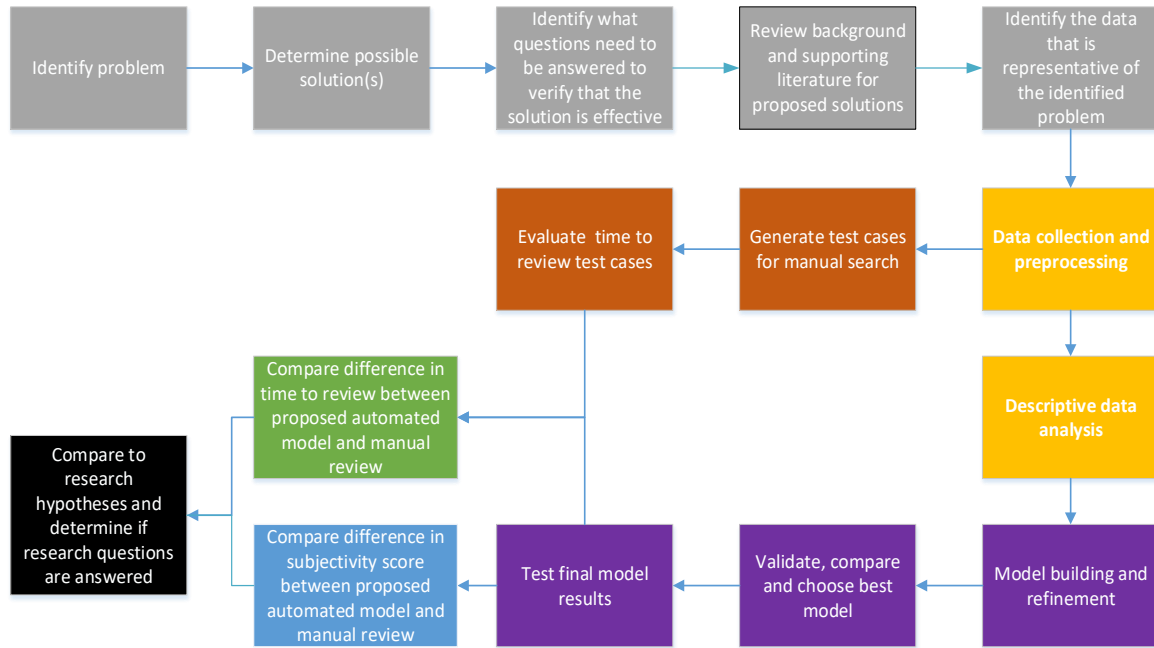 Identify problem
Determine possible
solution(s)
Identify what
questions need to
be answered to
verify that the
solution is effective
Review background
and supporting
literature for
proposed solutions
Identify the data
that is
representative of
the identified
problem
Evaluate  time to
review test cases
Generate test cases
for manual search
Data collection and
preprocessing
Compare difference in
time to review between
proposed automated
model and manual
review
Descriptive data
analysis
Compare to
research
hypotheses and
determine if
research questions
are answered
Compare difference in
subjectivity score
between proposed
automated model and
manual review
Test final model
results
Validate, compare
and choose best
model
Model building and
refinement